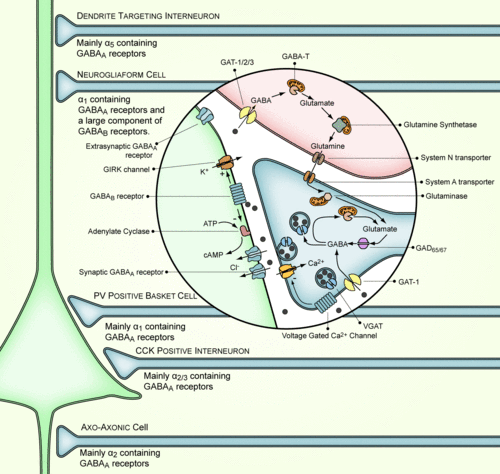 DENDRITE TARGETING INTERNEURON
Mainly α5 containing
GABAA receptors
NEUROGLIAFORM CELL
α1 containing
GABAA receptors and
a large component of
GABAB receptors.
GAT-1/2/3
GABA-T
GABA
Glutamate
Glutamine Synthetase
Glutamine
System N transporter
System A transporter
Glutaminase
Extrasynaptic GABAA
receptor
GIRK channel
K+
+
GABAB receptor
-
Adenylate Cyclase
ATP
cAMP
Synaptic GABAA receptor
Cl-
Ca2+
-
Glutamate
GABA
GAD65/67
GAT-1
VGAT
Voltage Gated Ca2+ Channel
PV POSITIVE BASKET CELL
Mainly α1 containing
GABAA receptors
CCK POSITIVE INTERNEURON
Mainly α2/3 containing
GABAA receptors
AXO-AXONIC CELL
Mainly α2 containing
GABAA receptors